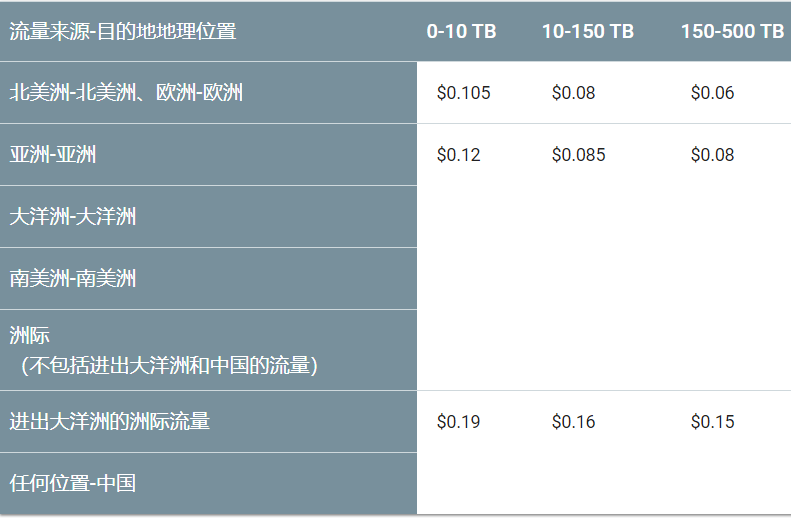 流量来源-目的地地理位置 0-10 TB 10-150 TB 150-500 TB
北美洲-北美洲、欧洲-欧洲 $0.105 $0.08 $0.06
亚洲-亚洲 $0.12 $0.085 $0.08
大洋洲-大洋洲
南美洲-南美洲
洲际
（不包括进出大洋洲和中国的流量）
进出大洋洲的洲际流量 $0.19 $0.16 $0.15
任何位置-中国